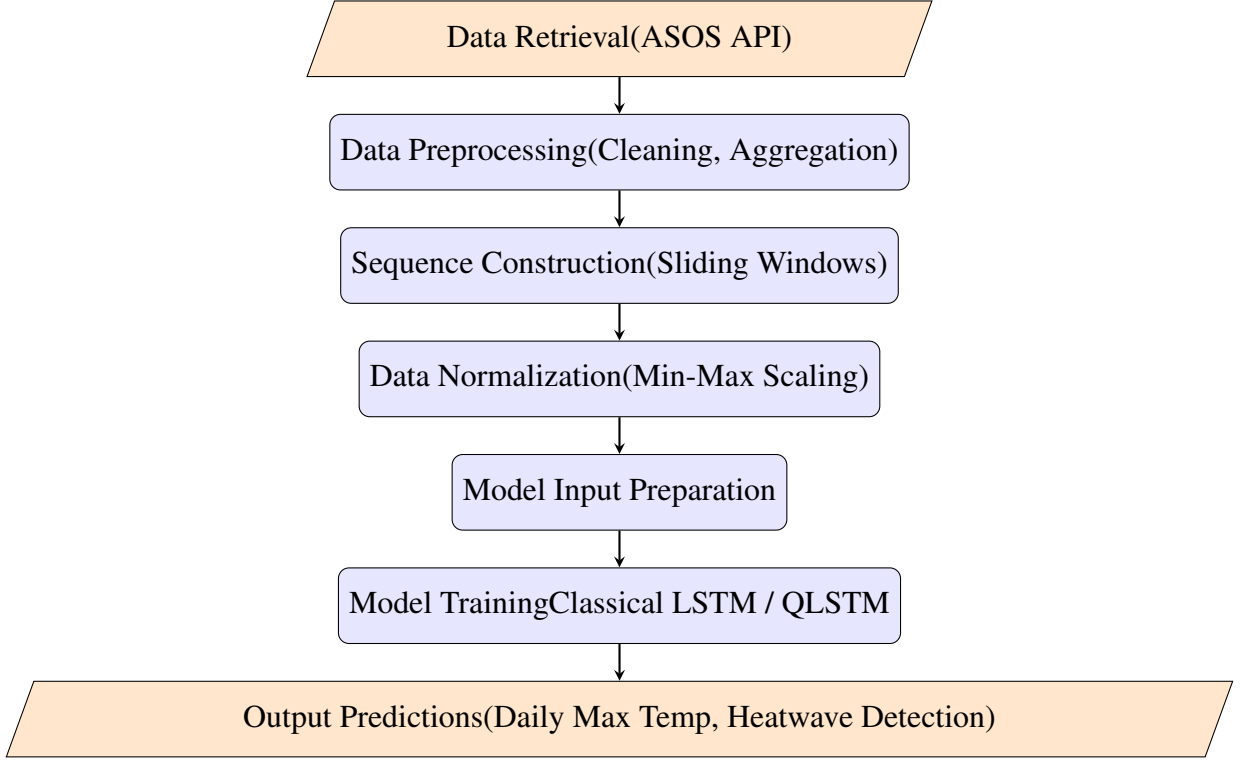 Data Retrieval(ASOS API)
Data Preprocessing(Cleaning, Aggregation)
Sequence Construction(Sliding Windows)
Data Normalization(Min-Max Scaling)
Model Input Preparation
Model TrainingClassical LSTM / QLSTM
Output Predictions(Daily Max Temp, Heatwave Detection)